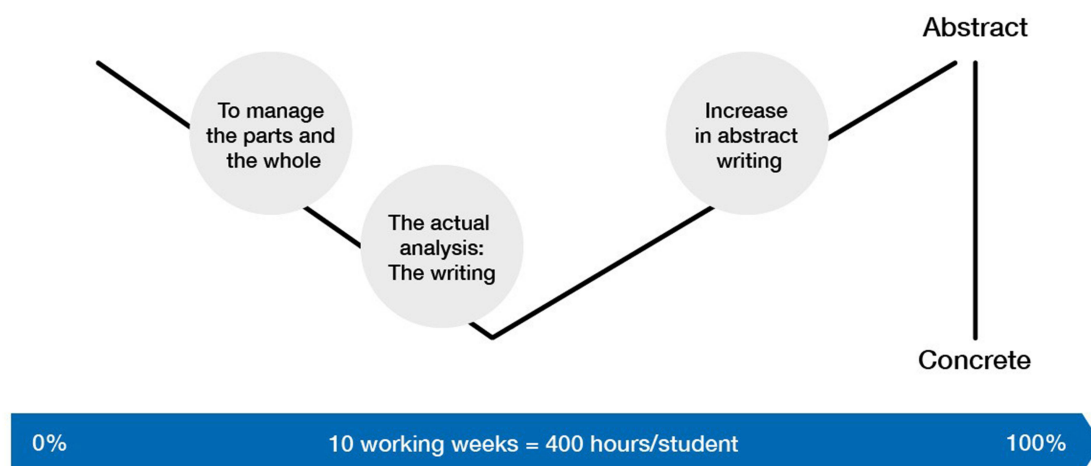 Abstract
To manage
the parts and
the whole
Increase
in abstract
writing
The actual
analysis:
The writing
Concrete
0%
10 working weeks = 400 hours/student
100%